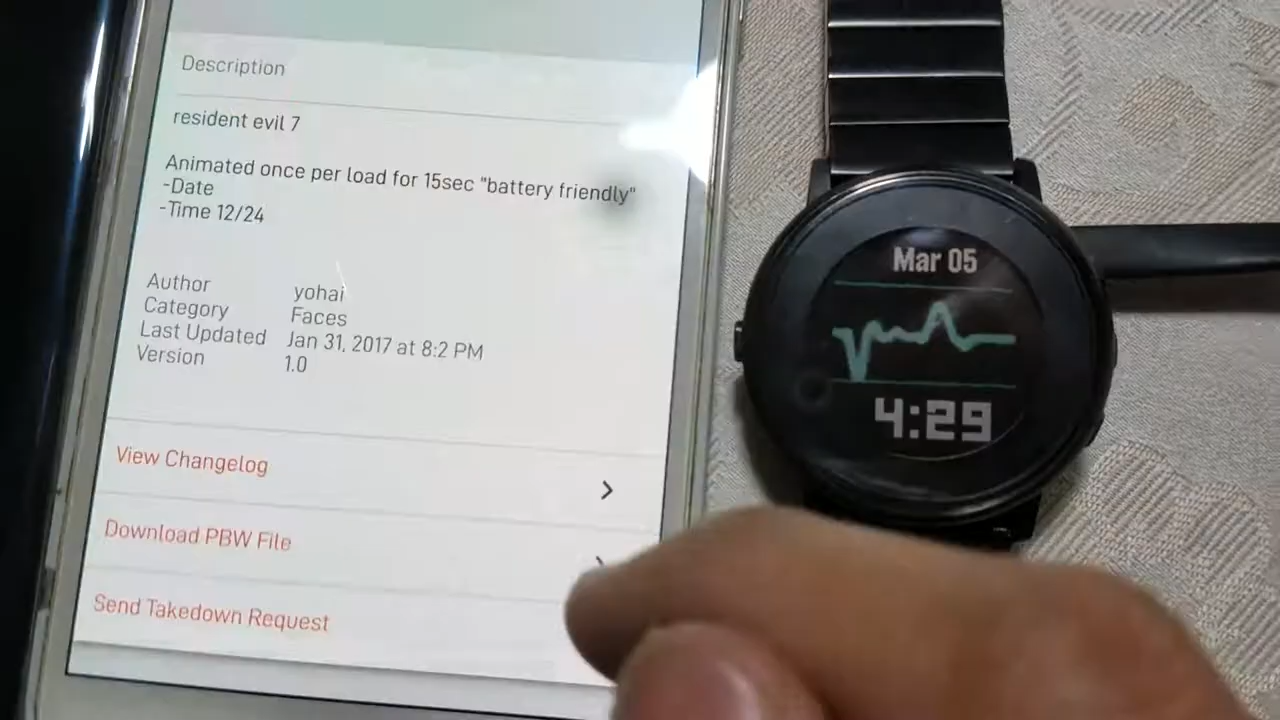 Description
resident evil 7
Animated once per load for 15sec "battery friendly"
-Date
-Time 12/24
Author yohai
Category Faces
Last Updated Jan 31, 2017 at 8:2 PM
Version 1.0
View Changelog
Download PBW File
Send Takedown Request
Mar 05
4:29